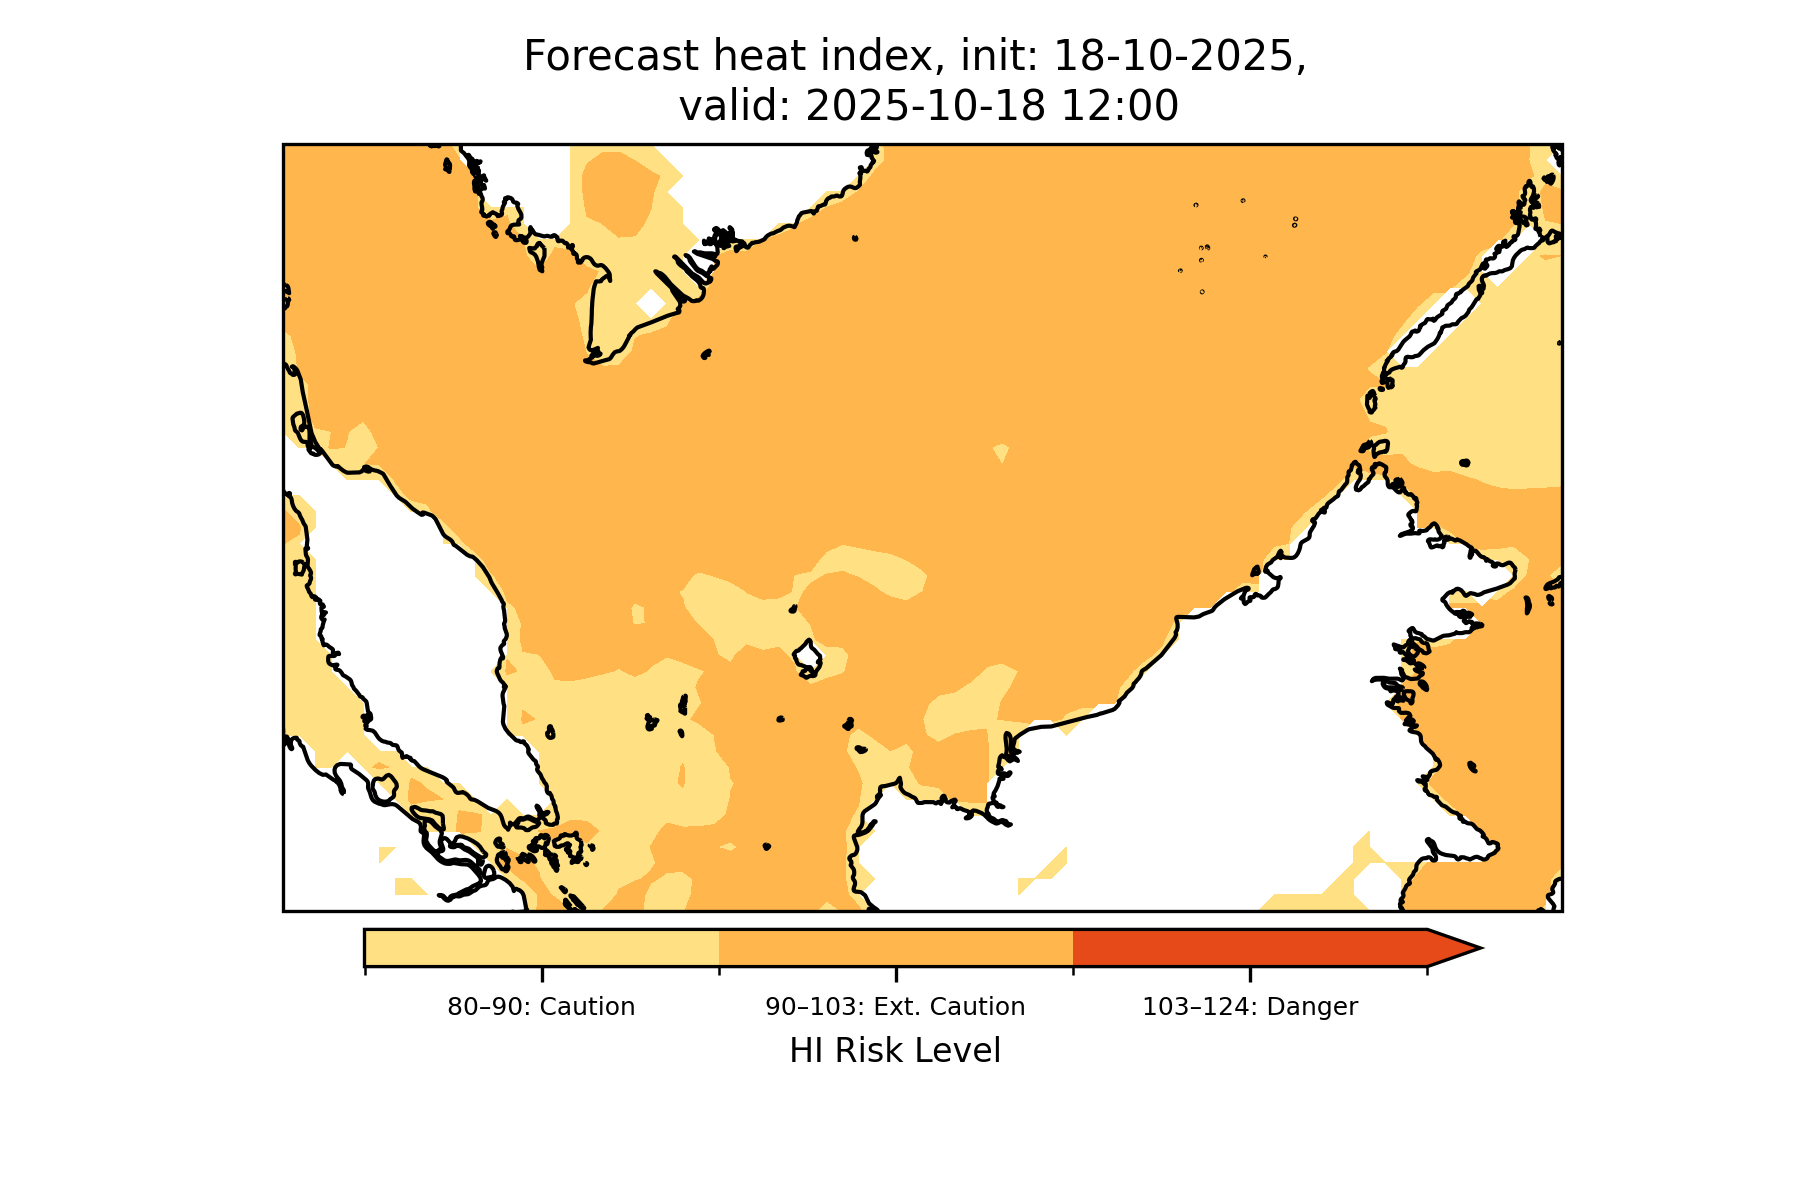 Forecast heat index, init: 18-10-2025,
valid: 2025-10-18 12:00
80–90: Caution
90–103: Ext. Caution
103–124: Danger
HI Risk Level